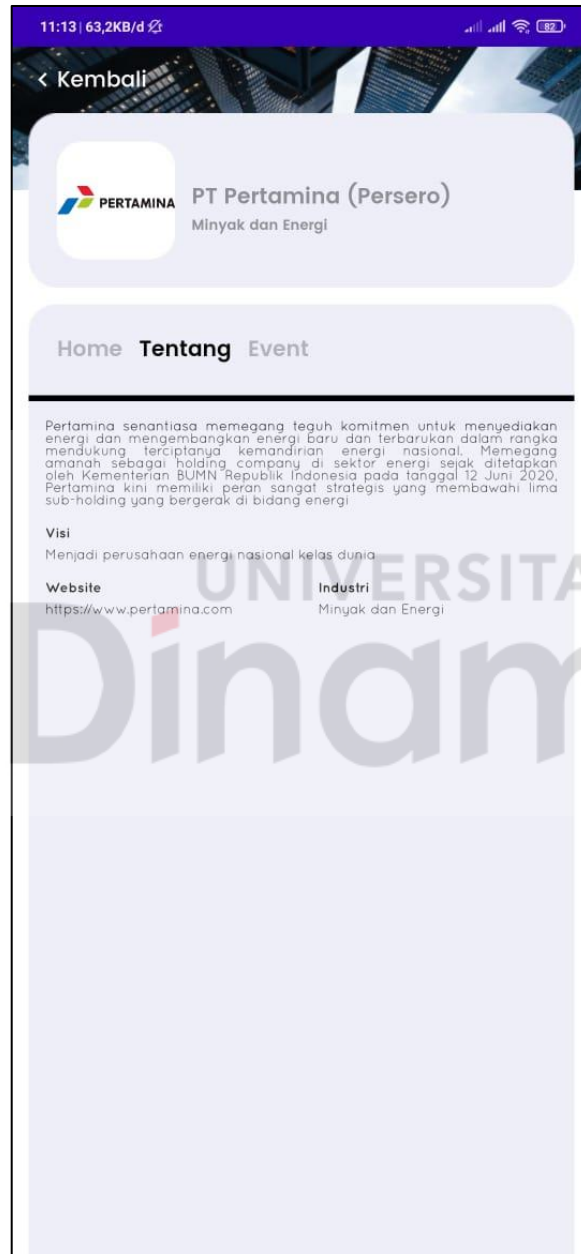 11:13 | 63,2KB/d
82
< Kembali
PERTAMINA
PT Pertamina (Persero)
Minyak dan Energi
Home Tentang Event
Pertamina senantiasa memegang teguh komitmen untuk menyediakan
energi dan mengembangkan energi baru dan terbarukan dalam rangka
mendukung terciptanya kemandirian energi nasional. Memegang
amanah sebagai holding company di sektor energi sejak ditetapkan
oleh Kementerian BUMN Republik Indonesia pada tanggal 12 Juni 2020,
Pertamina kini memiliki peran sangat strategis yang membawahi lima
sub-holding yang bergerak di bidang energi
Visi
Menjadi perusahaan energi nasional kelas dunia
Website Industri
https://www.pertamina.com Minyak dan Energi
UNIVERSITA
Dinam